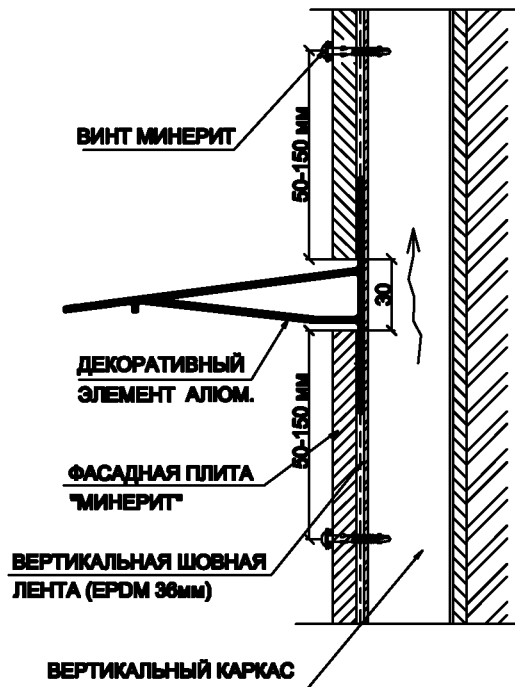 ВИНТ МИНЕРИТ
50-150 мм
30
ДЕКОРАТИВНЫЙ
ЭЛЕМЕНТ АЛЮМ.
50-150 мм
ФАСАДНАЯ ПЛИТА
"МИНЕРИТ"
ВЕРТИКАЛЬНАЯ ШОВНАЯ
ЛЕНТА (EPDM 36мм)
ВЕРТИКАЛЬНЫЙ КАРКАС